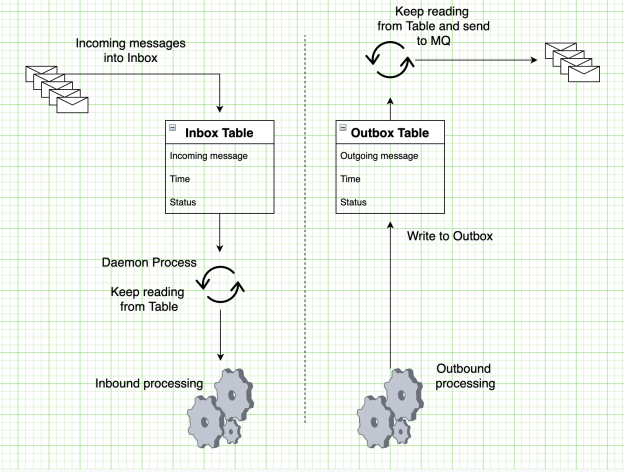 Incoming messages
into Inbox
Inbox Table
Incoming message
Time
Status
Daemon Process
Keep reading
from Table
Inbound processing
Keep reading
from Table and send
to MQ
Outbox Table
Outgoing message
Time
Status
Write to Outbox
Outbound
processing